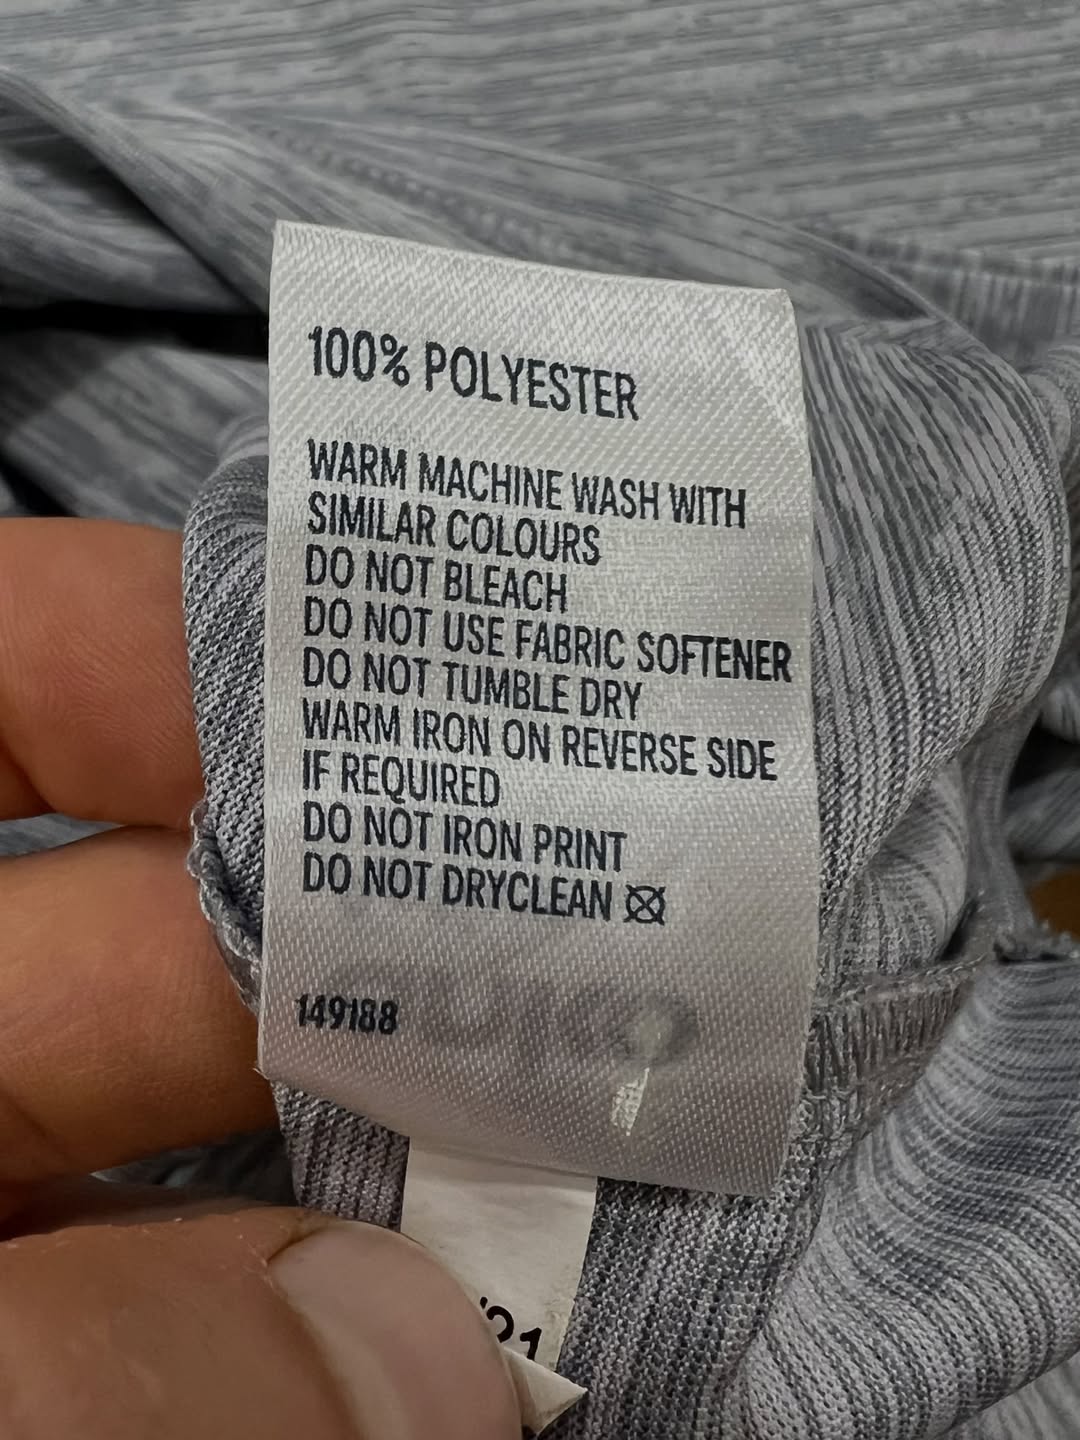 100% POLYESTER
WARM MACHINE WASH WITH
SIMILAR COLOURS
DO NOT BLEACH
DO NOT USE FABRIC SOFTENER
DO NOT TUMBLE DRY
WARM IRON ON REVERSE SIDE
IF REQUIRED
DO NOT IRON PRINT
DO NOT DRYCLEAN
149188